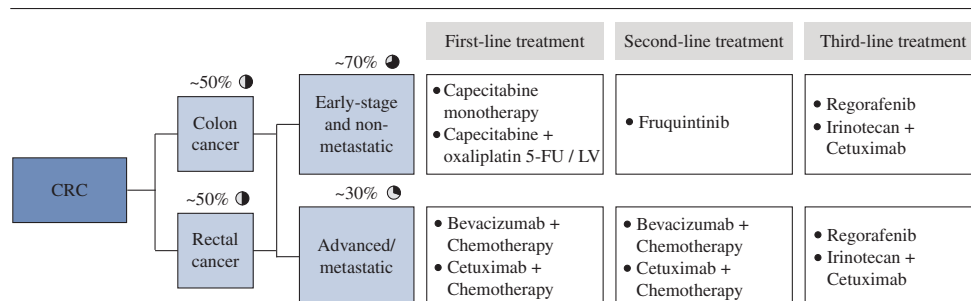 First-line treatment
Second-line treatment
Third-line treatment
~70%
~50%
Colon
cancer
Early-stage
and non-
metastatic
• Capecitabine
monotherapy
• Capecitabine +
oxaliplatin 5-FU / LV
• Fruquintinib
• Regorafenib
• Irinotecan +
Cetuximab
CRC
~50%
~30%
Rectal
cancer
Advanced/
metastatic
• Bevacizumab +
Chemotherapy
• Cetuximab +
Chemotherapy
• Bevacizumab +
Chemotherapy
• Cetuximab +
Chemotherapy
• Regorafenib
• Irinotecan +
Cetuximab